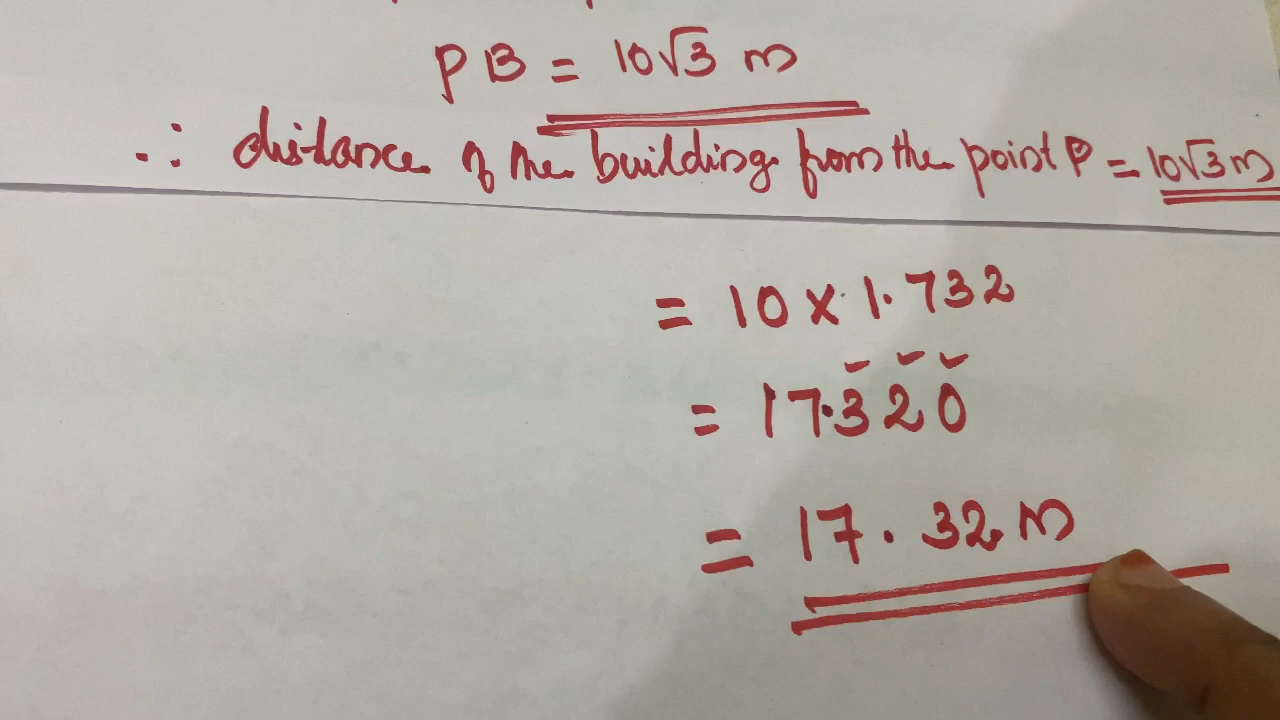 PB = 10√3 m
∴ distance of the building from the point P = 10√3 m
= 10 × 1.732
= 17.320
= 17.32 m